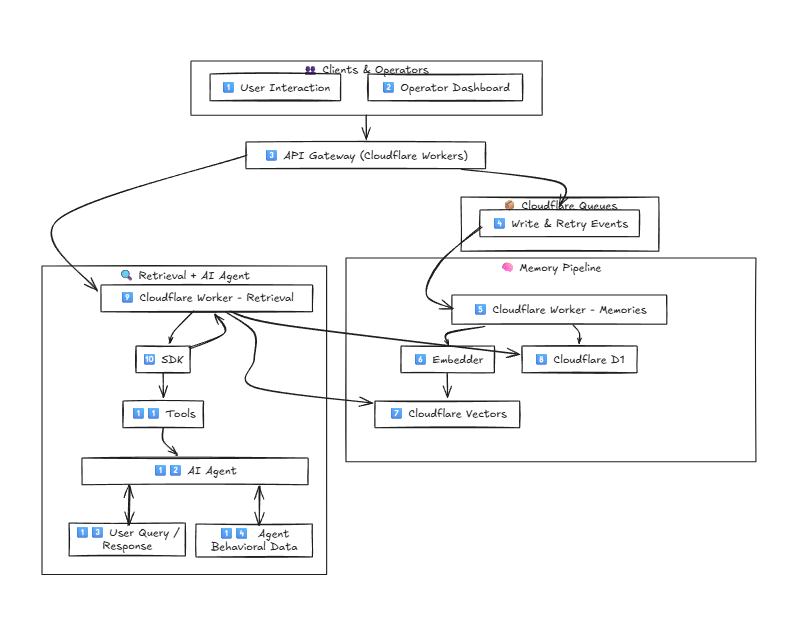 👥 Clients & Operators
1️⃣ User Interaction
2️⃣ Operator Dashboard
3️⃣ API Gateway (Cloudflare Workers)
📦 Cloudflare Queues
4️⃣ Write & Retry Events
🧠 Memory Pipeline
5️⃣ Cloudflare Worker - Memories
6️⃣ Embedder
8️⃣ Cloudflare D1
7️⃣ Cloudflare Vectors
🔍 Retrieval + AI Agent
9️⃣ Cloudflare Worker - Retrieval
🔟 SDK
1️⃣1️⃣ Tools
1️⃣2️⃣ AI Agent
1️⃣3️⃣ User Query /
Response
1️⃣4️⃣ Agent
Behavioral Data